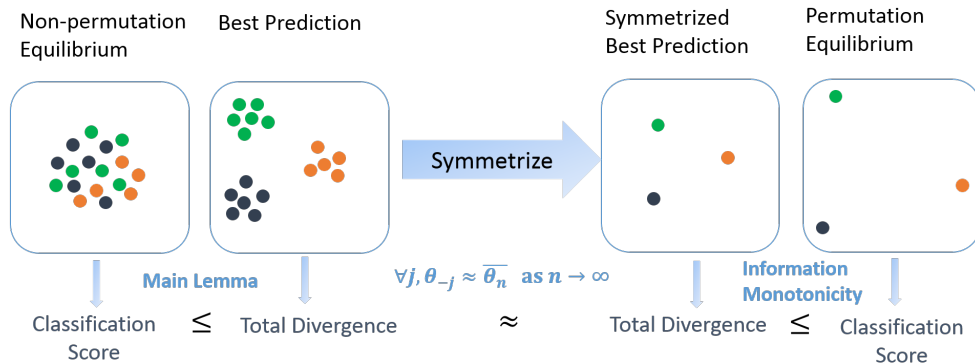 Non-permutation
Equilibrium
Best Prediction
Symmetrized
Best Prediction
Permutation
Equilibrium
Symmetrize
Main Lemma
∀j, θ₋ⱼ ≈ θₙ̅ as n → ∞
Information
Monotonicity
Classification
Score
≤
Total Divergence
≈
Total Divergence
≤
Classification
Score